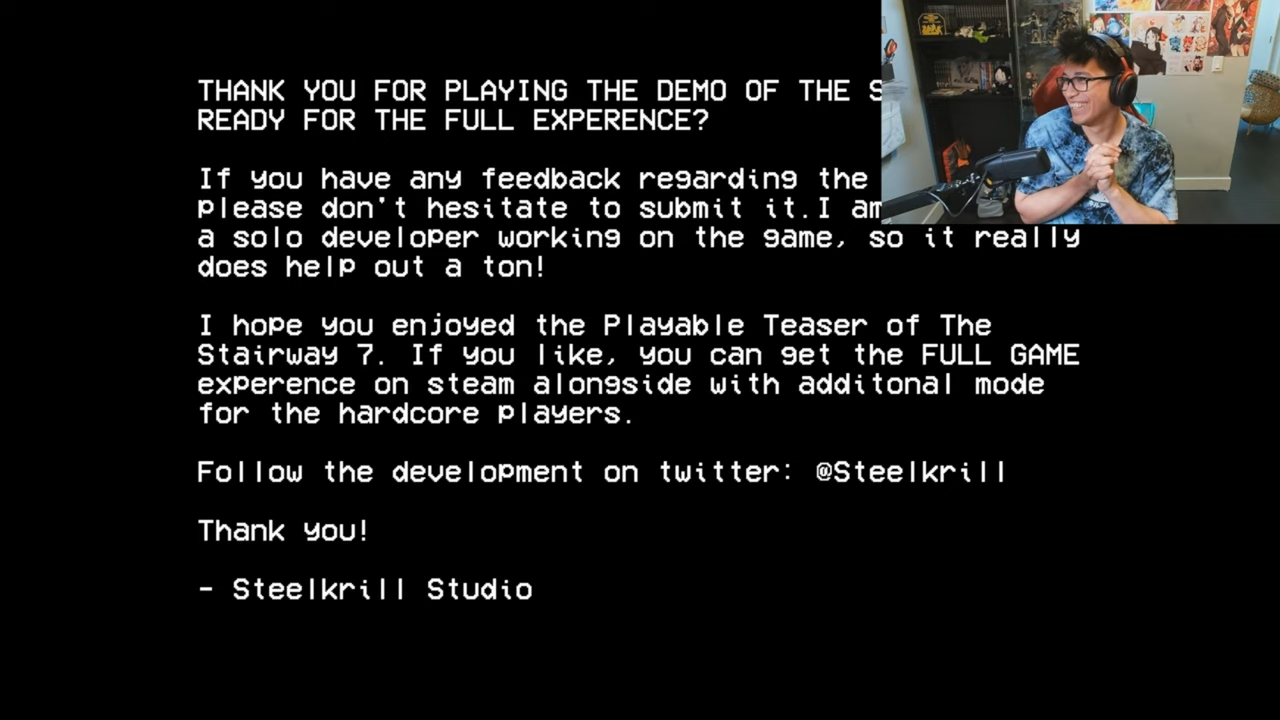 THANK YOU FOR PLAYING THE DEMO OF THE
READY FOR THE FULL EXPERENCE?
If you have any feedback regarding the
please don't hesitate to submit it.I am
a solo developer working on the game, so it really
does help out a ton!
I hope you enjoyed the Playable Teaser of The
Stairway 7. If you like, you can get the FULL GAME
experence on steam alongside with additonal mode
for the hardcore players.
Follow the development on twitter: @Steelkrill
Thank you!
- Steelkrill Studio